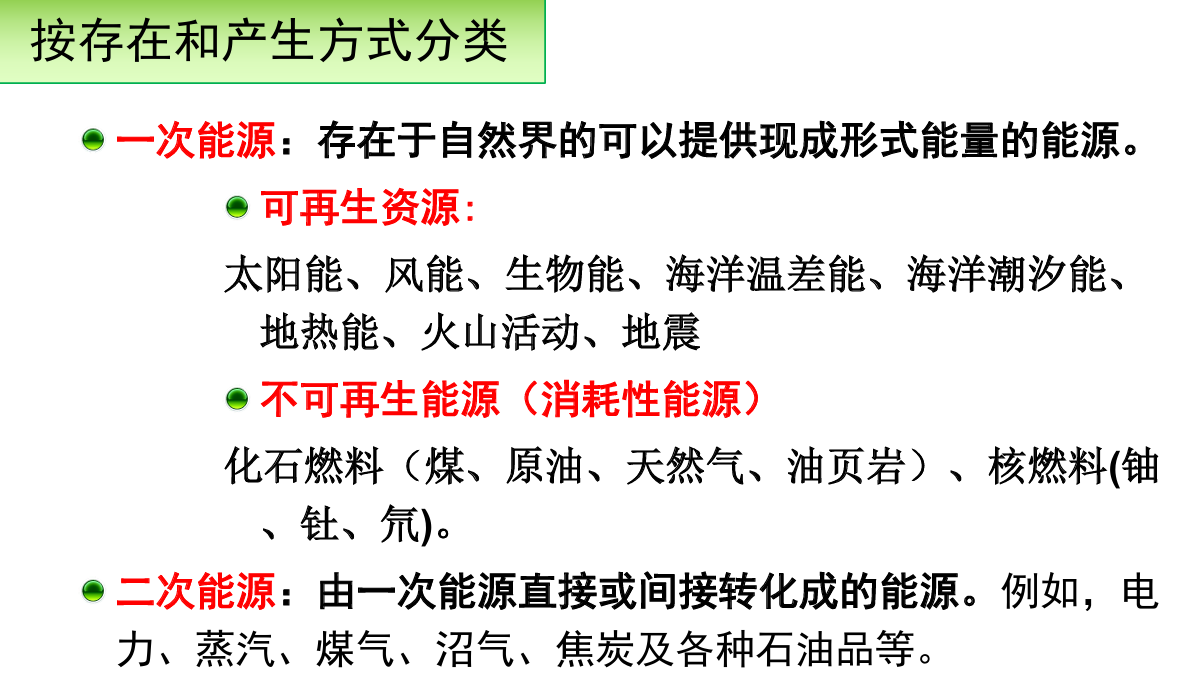 按存在和产生方式分类
一次能源：存在于自然界的可以提供现成形式能量的能源。
可再生资源:
太阳能、风能、生物能、海洋温差能、海洋潮汐能、
地热能、火山活动、地震
不可再生能源（消耗性能源）
化石燃料（煤、原油、天然气、油页岩）、核燃料(铀
、钍、氘)。
二次能源：由一次能源直接或间接转化成的能源。例如，电
力、蒸汽、煤气、沼气、焦炭及各种石油品等。